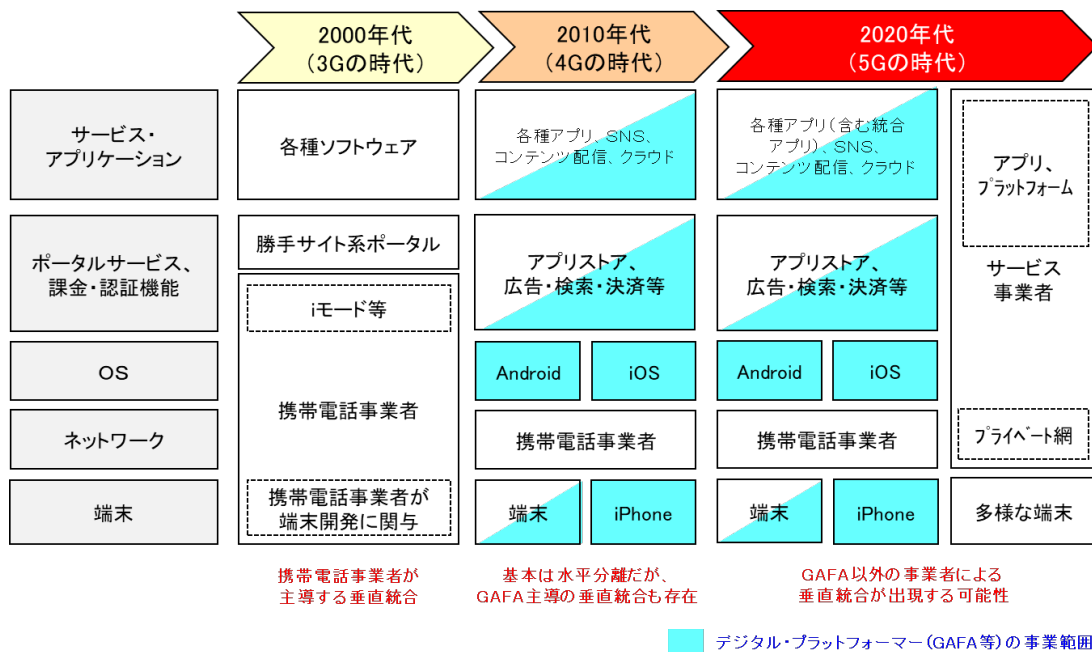 2000年代
(3Gの時代)
2010年代
(4Gの時代)
2020年代
(5Gの時代)
サービス・
アプリケーション
各種ソフトウェア
各種アプリ、SNS、
コンテンツ配信、クラウド
各種アプリ(含む統合
アプリ)、SNS、
コンテンツ配信、クラウド
アプリ、
プラットフォーム
サービス
事業者
ポータルサービス、
課金・認証機能
勝手サイト系ポータル
iモード等
アプリストア、
広告・検索・決済等
アプリストア、
広告・検索・決済等
OS
携帯電話事業者
Android
iOS
Android
iOS
ネットワーク
携帯電話事業者
携帯電話事業者
プライベート網
端末
携帯電話事業者が
端末開発に関与
端末
iPhone
端末
iPhone
多様な端末
携帯電話事業者が
主導する垂直統合
基本は水平分離だが、
GAFA主導の垂直統合も存在
GAFA以外の事業者による
垂直統合が出現する可能性
デジタル・プラットフォーマー(GAFA等)の事業範囲